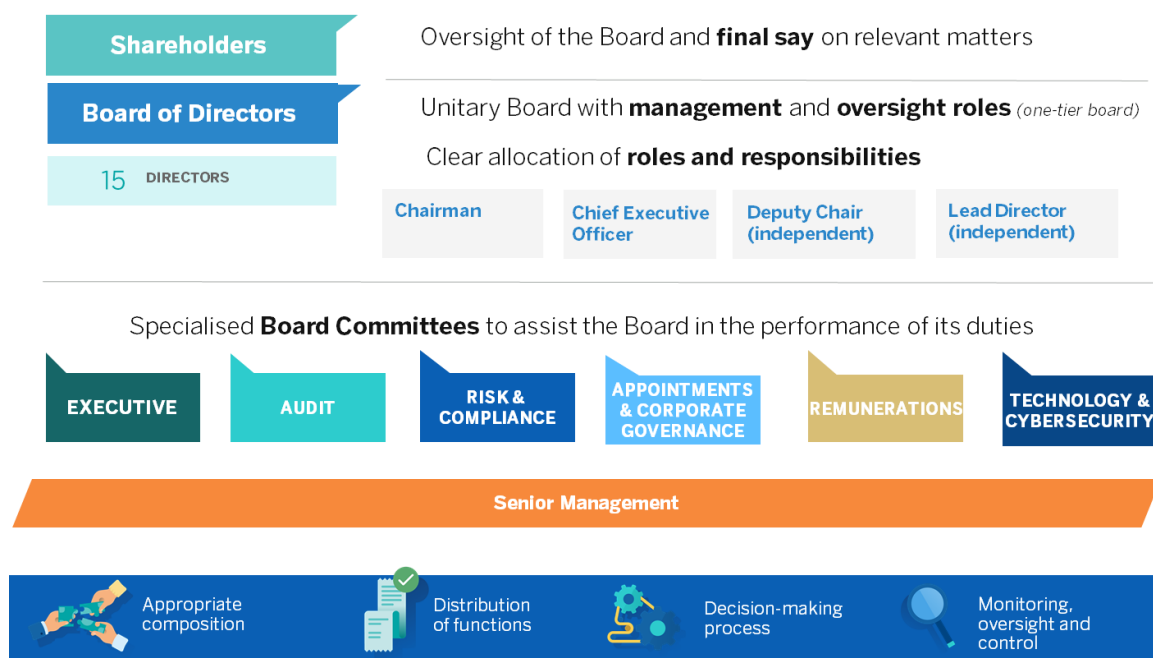 Shareholders
Oversight of the Board and final say on relevant matters
Board of Directors
Unitary Board with management and oversight roles (one-tier board)
15 DIRECTORS
Clear allocation of roles and responsibilities
Chairman
Chief Executive
Officer
Deputy Chair
(independent)
Lead Director
(independent)
Specialised Board Committees to assist the Board in the performance of its duties
EXECUTIVE
AUDIT
RISK &
COMPLIANCE
APPOINTMENTS
& CORPORATE
GOVERNANCE
REMUNERATIONS
TECHNOLOGY &
CYBERSECURITY
Senior Management
Appropriate
composition
Distribution
of functions
Decision-making
process
Monitoring,
oversight and
control